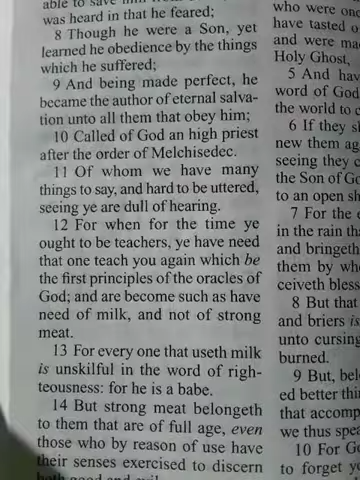 able to save him from
was heard in that he feared;
8 Though he were a Son, yet
learned he obedience by the things
which he suffered;
9 And being made perfect, he
became the author of eternal salva-
tion unto all them that obey him;
10 Called of God an high priest
after the order of Melchisedec.
11 Of whom we have many
things to say, and hard to be uttered,
seeing ye are dull of hearing.
12 For when for the time ye
ought to be teachers, ye have need
that one teach you again which be
the first principles of the oracles of
God; and are become such as have
need of milk, and not of strong
meat.
13 For every one that useth milk
is unskilful in the word of righ-
teousness: for he is a babe.
14 But strong meat belongeth
to them that are of full age, even
those who by reason of use have
their senses exercised to discern
both good and evil.
who were
have tasted o
and were
Holy Ghost,
5 And hav
word of God
the world to
6 If they
new them
seeing they
the Son of
to an open
7 For the
in the rain
and bringeth
them by
ceiveth bless
8 But that
and briers is
unto cursing
burned.
9 But,
ed better
that accomp
we thus
10 For
to forget